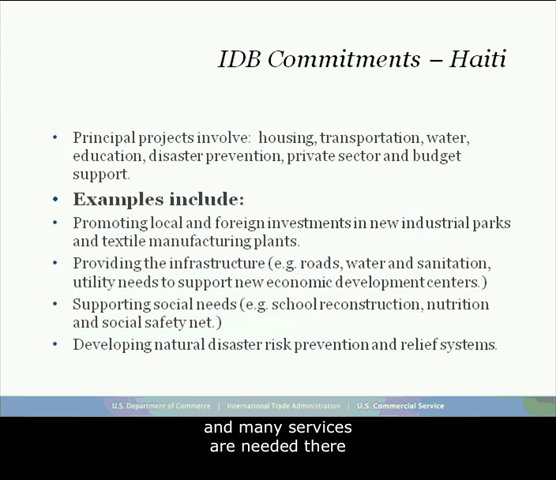 IDB Commitments – Haiti
• Principal projects involve: housing, transportation, water,
education, disaster prevention, private sector and budget
support.
• Examples include:
• Promoting local and foreign investments in new industrial parks
and textile manufacturing plants.
• Providing the infrastructure (e.g. roads, water and sanitation,
utility needs to support new economic development centers.)
• Supporting social needs (e.g. school reconstruction, nutrition
and social safety net.)
• Developing natural disaster risk prevention and relief systems.
U.S. Department of Commerce | International Trade Administration | U.S. Commercial Service
and many services
are needed there